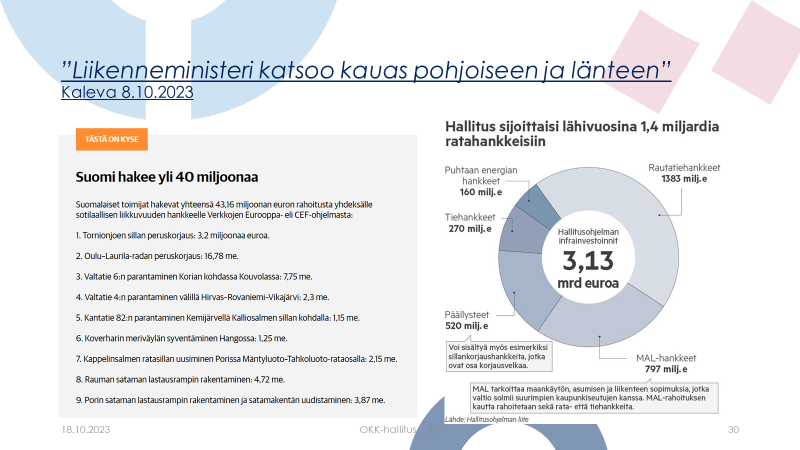 ”Liikenneministeri katsoo kauas pohjoiseen ja länteen”
Kaleva 8.10.2023
TÄSTÄ ON KYSE
Suomi hakee yli 40 miljoonaa
Suomalaiset toimijat hakevat yhteensä 43,16 miljoonan euron rahoitusta yhdeksälle
sotilaallisen liikkuvuuden hankkeelle Verkkojen Eurooppa- eli CEF-ohjelmasta:
1. Tornionjoen sillan peruskorjaus: 3,2 miljoonaa euroa.
2. Oulu–Laurila-radan peruskorjaus: 16,78 me.
3. Valtatie 6:n parantaminen Korian kohdassa Kouvolassa: 7,75 me.
4. Valtatie 4:n parantaminen välillä Hirvas–Rovaniemi–Vikajärvi: 2,3 me.
5. Kantatie 82:n parantaminen Kemijärvellä Kalliosalmen sillan kohdalla: 1,15 me.
6. Koverharin meriväylän syventäminen Hangossa: 1,25 me.
7. Kappelinsalmen ratasillan uusiminen Porissa Mäntyluoto–Tahkoluoto-rataosalla: 2,15 me.
8. Rauman sataman lastausrampin rakentaminen: 4,72 me.
9. Porin sataman lastausrampin rakentaminen ja satamakentän uudistaminen: 3,87 me.
Hallitus sijoittaisi lähivuosina 1,4 miljardia
ratahankkeisiin
Puhtaan energian
hankkeet
160 milj.e
Rautatiehankkeet
1383 milj.e
Tiehankkeet
270 milj.e
Hallitusohjelman
infrainvestoinnit
3,13
mrd euroa
Päällysteet
520 milj.e
Voi sisältyä myös esimerkiksi
sillankorjaushankkeita, jotka
ovat osa korjausvelkaa.
MAL-hankkeet
797 milj.e
MAL tarkoittaa maankäytön, asumisen ja liikenteen sopimuksia, jotka
valtio solmii suurimpien kaupunkiseutujen kanssa. MAL-rahoituksen
kautta rahoitetaan sekä rata- että tiehankkeita.
Lähde: Hallitusohjelman liite
18.10.2023
OKK-hallitus
30